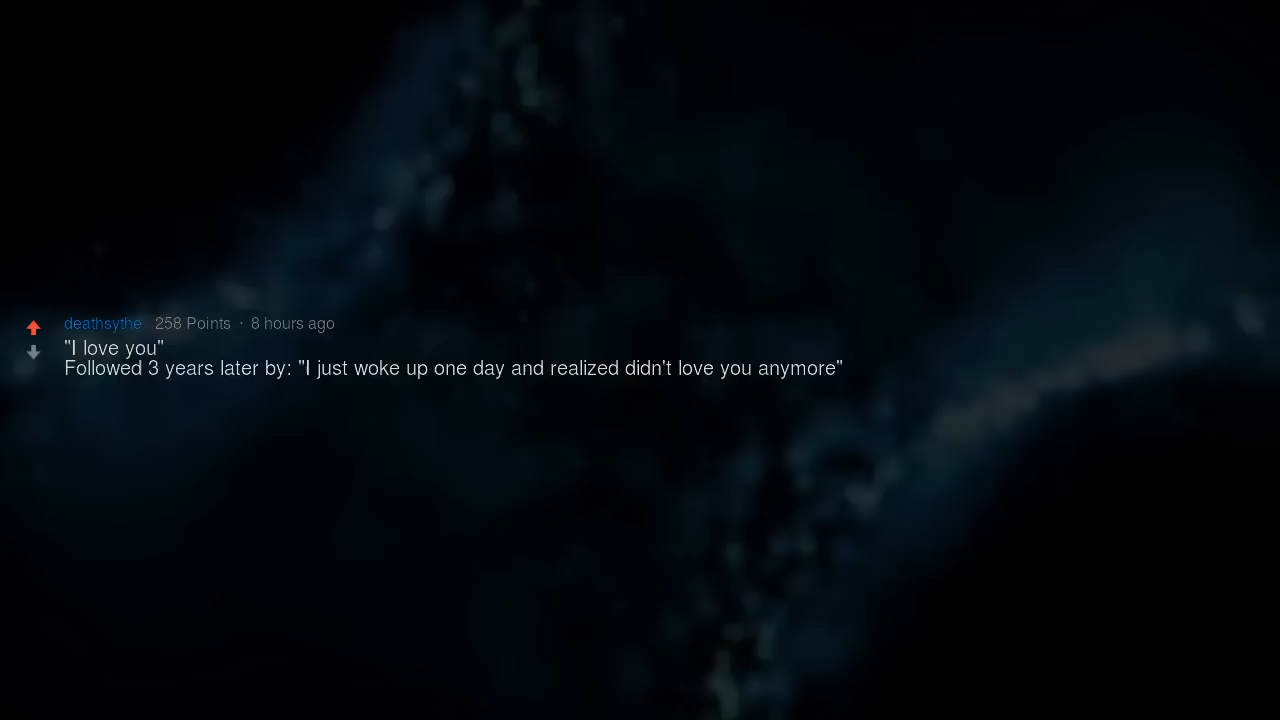 deathsythe 258 Points · 8 hours ago
"I love you"
Followed 3 years later by: "I just woke up one day and realized didn't love you anymore"